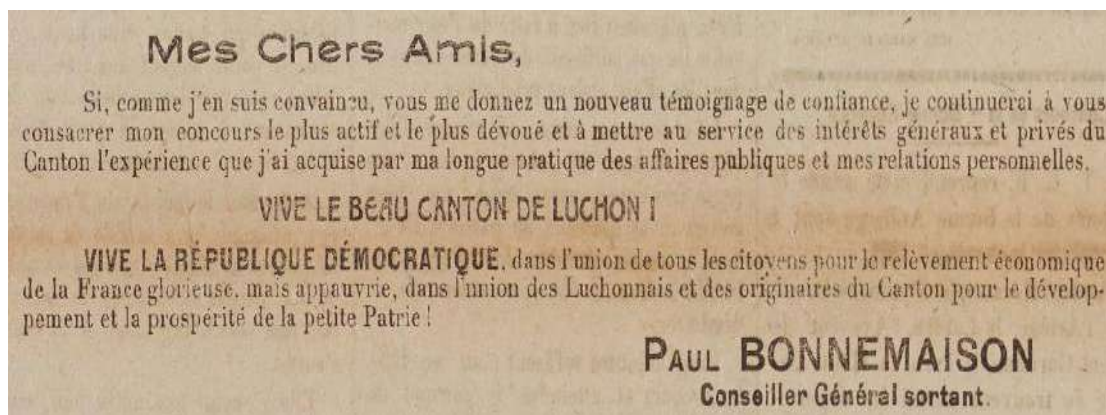 Mes Chers Amis,
Si, comme j'en suis convaincu, vous me donnez un nouveau témoignage de confiance, je continuerai à vous
consacrer mon concours le plus actif et le plus dévoué et à mettre au service des intérêts généraux et privés du
Canton l'expérience que j'ai acquise par ma longue pratique des affaires publiques et mes relations personnelles.
VIVE LE BEAU CANTON DE LUCHON !
VIVE LA RÉPUBLIQUE DÉMOCRATIQUE, dans l'union de tous les citoyens pour le relèvement économique
de la France glorieuse, mais appauvrie, dans l'union des Luchonnais et des originaires du Canton pour le dévelop-
pement et la prospérité de la petite Patrie !
PAUL BONNEMAISON
Conseiller Général sortant.